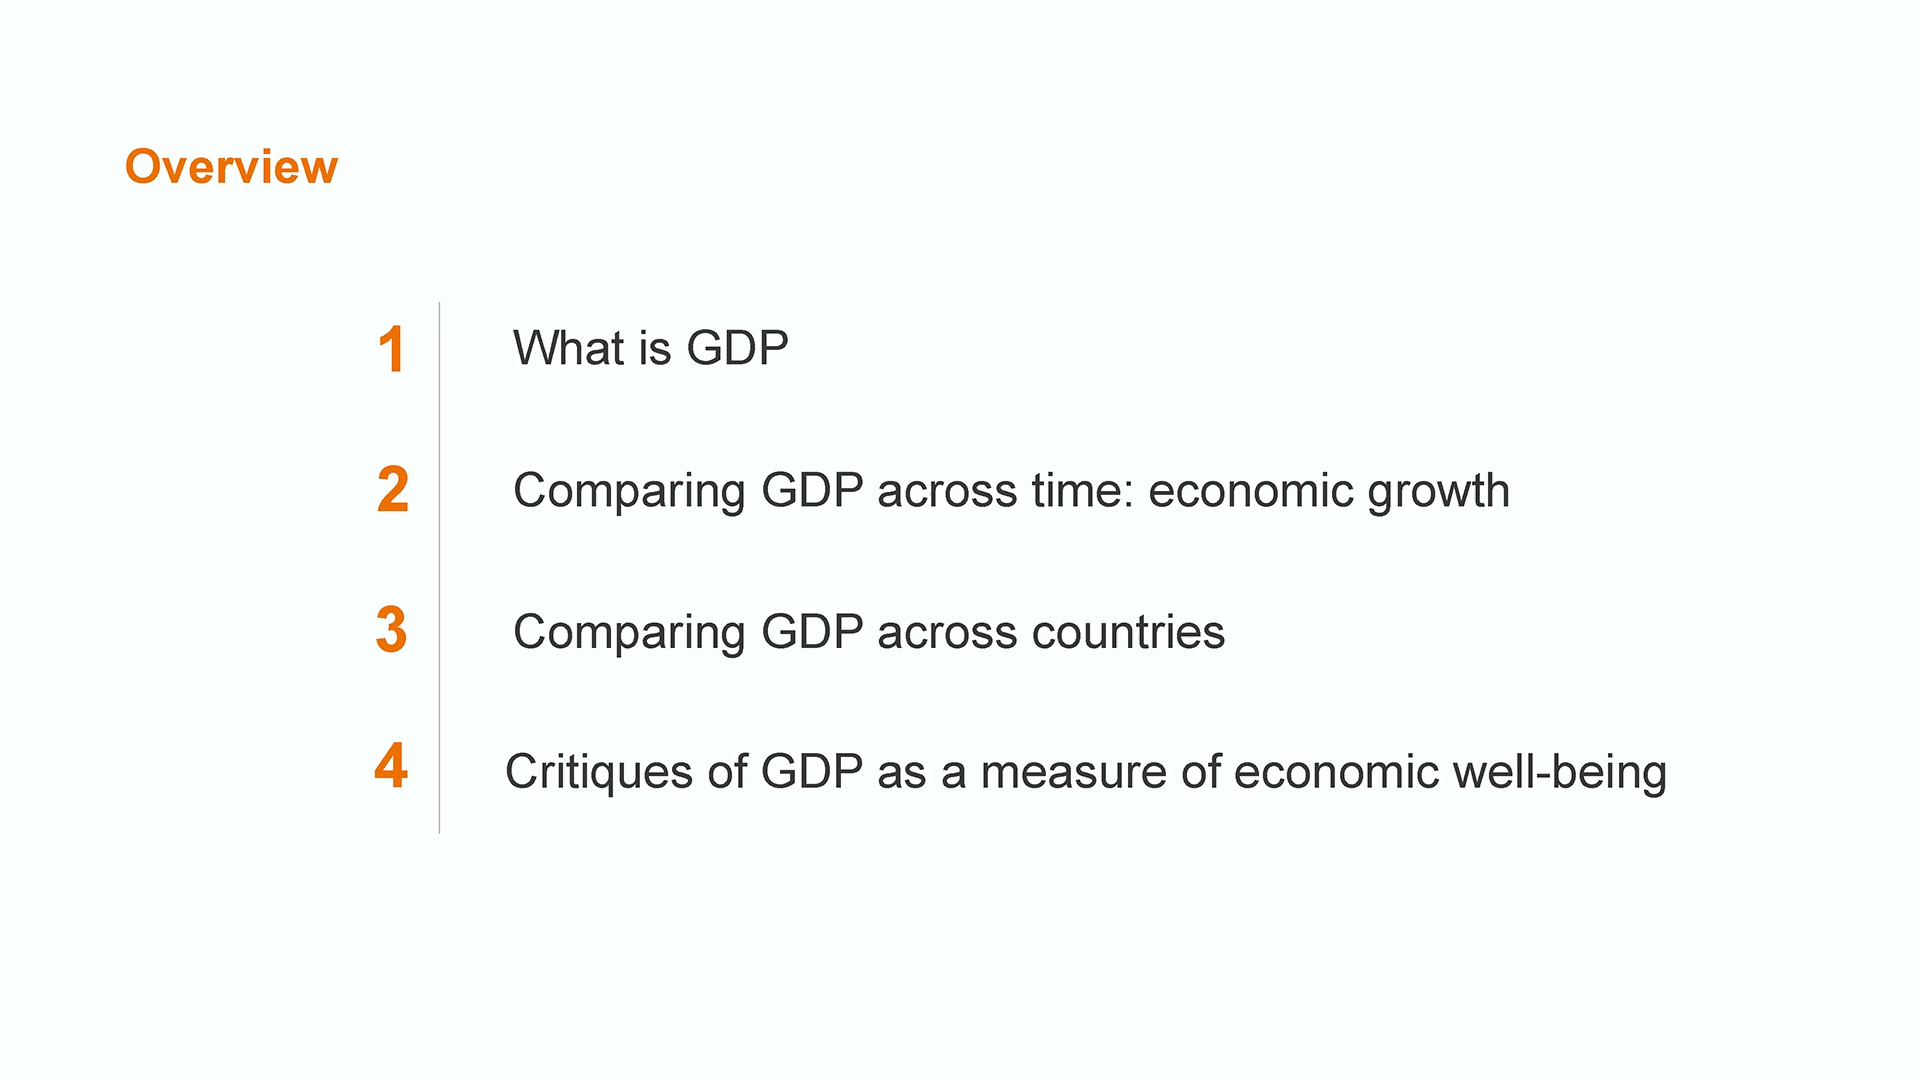 Overview
1 What is GDP
2 Comparing GDP across time: economic growth
3 Comparing GDP across countries
4 Critiques of GDP as a measure of economic well-being